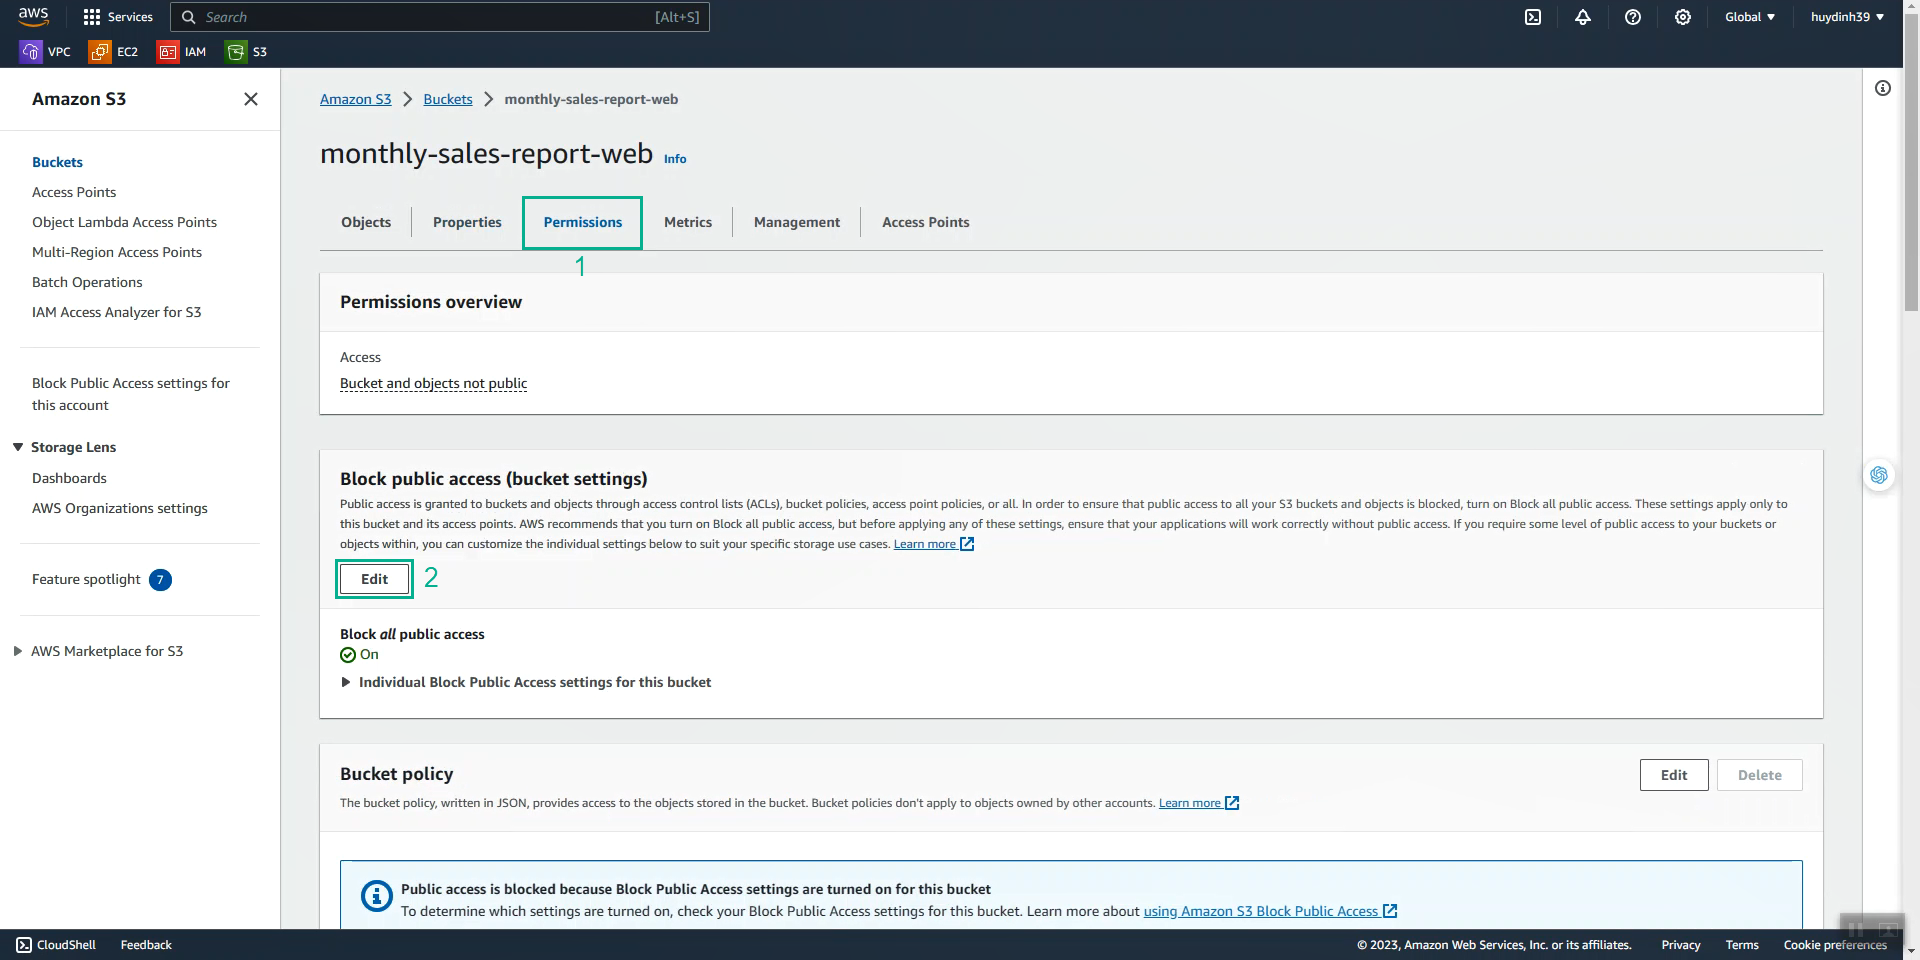 aws
Services
Search [Alt+S]
Global
huydinh39
VPC
EC2
IAM
S3
Amazon S3
Buckets
Access Points
Object Lambda Access Points
Multi-Region Access Points
Batch Operations
IAM Access Analyzer for S3
Block Public Access settings for
this account
Storage Lens
Dashboards
AWS Organizations settings
Feature spotlight 7
AWS Marketplace for S3
Amazon S3 > Buckets > monthly-sales-report-web
monthly-sales-report-web Info
Objects
Properties
Permissions
Metrics
Management
Access Points
1
Permissions overview
Access
Bucket and objects not public
Block public access (bucket settings)
Public access is granted to buckets and objects through access control lists (ACLs), bucket policies, access point policies, or all. In order to ensure that public access to all your S3 buckets and objects is blocked, turn on Block all public access. These settings apply only to
this bucket and its access points. AWS recommends that you turn on Block all public access, but before applying any of these settings, ensure that your applications will work correctly without public access. If you require some level of public access to your buckets or
objects within, you can customize the individual settings below to suit your specific storage use cases. Learn more
Edit 2
Block all public access
On
Individual Block Public Access settings for this bucket
Bucket policy
Edit
Delete
The bucket policy, written in JSON, provides access to the objects stored in the bucket. Bucket policies don't apply to objects owned by other accounts. Learn more
Public access is blocked because Block Public Access settings are turned on for this bucket
To determine which settings are turned on, check your Block Public Access settings for this bucket. Learn more about using Amazon S3 Block Public Access
CloudShell
Feedback
© 2023, Amazon Web Services, Inc. or its affiliates.
Privacy
Terms
Cookie preferences